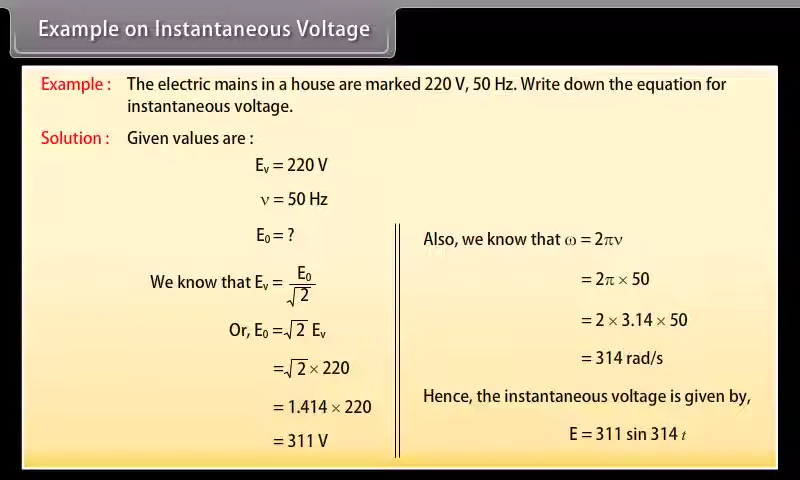 Example on Instantaneous Voltage
Example : The electric mains in a house are marked 220 V, 50 Hz. Write down the equation for
instantaneous voltage.
Solution : Given values are :
Eᵥ = 220 V
ν = 50 Hz
E₀ = ?
We know that Eᵥ = E₀/√2
Or, E₀ = √2 Eᵥ
= √2 × 220
= 1.414 × 220
= 311 V
Also, we know that ω = 2πν
= 2π × 50
= 2 × 3.14 × 50
= 314 rad/s
Hence, the instantaneous voltage is given by,
E = 311 sin 314 t